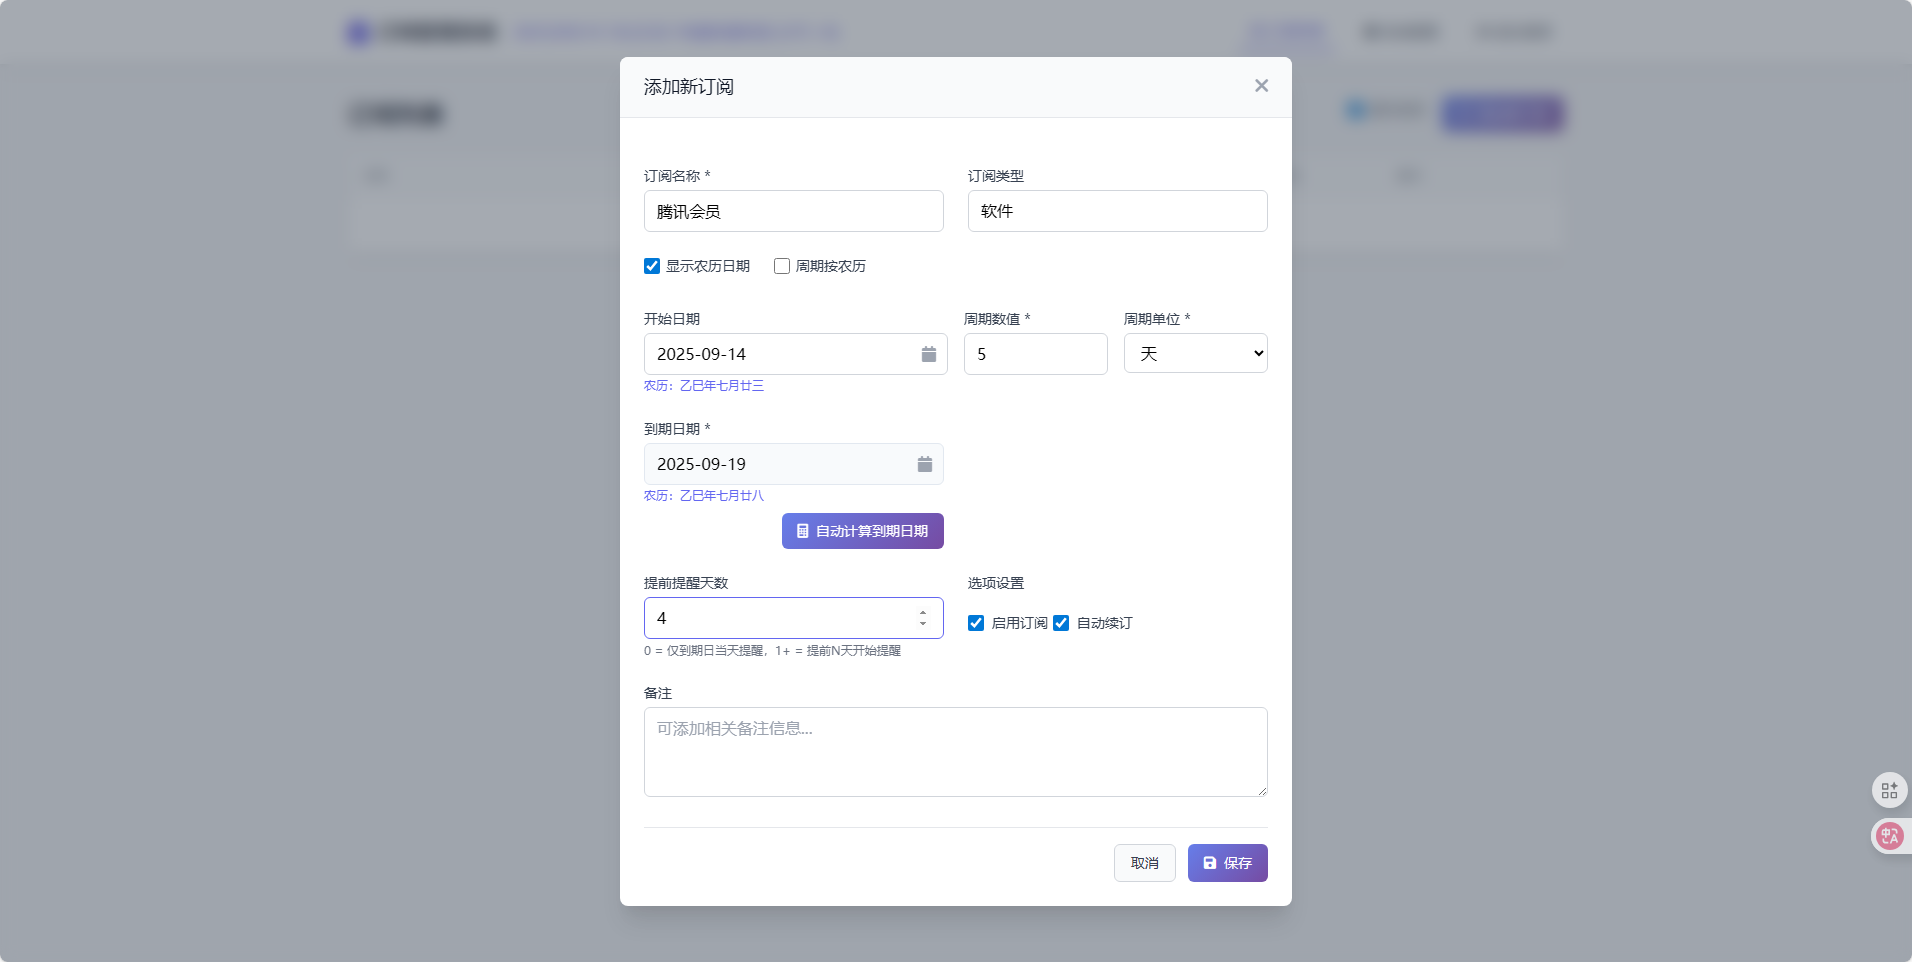 添加新订阅
订阅名称 *
订阅类型
腾讯会员
软件
显示农历日期
周期按农历
开始日期
周期数值 *
周期单位 *
2025-09-14
5
天
农历：乙巳年七月廿三
到期日期 *
2025-09-19
农历：乙巳年七月廿八
自动计算到期日期
提前提醒天数
选项设置
4
启用订阅
自动续订
0 = 仅到期日当天提醒，1+ = 提前N天开始提醒
备注
可添加相关备注信息...
取消
保存